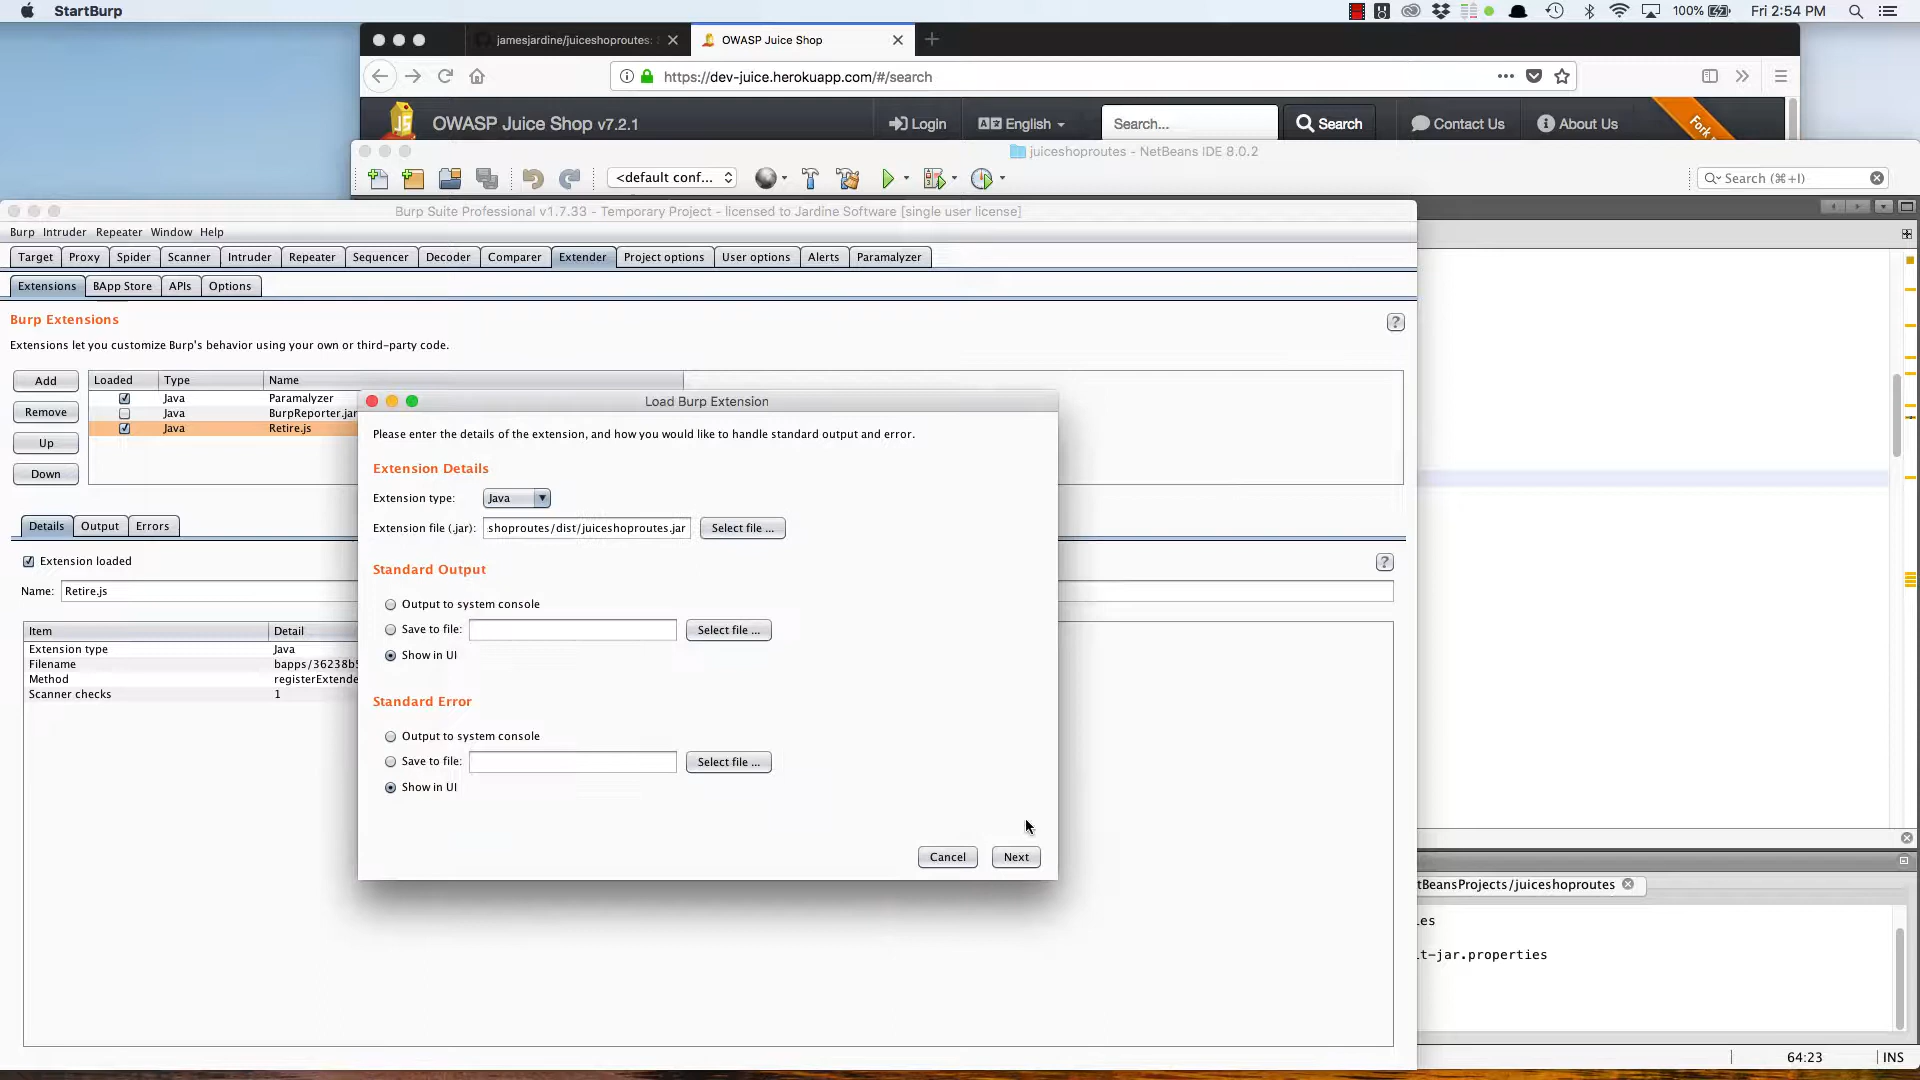 StartBurp
100%
Fri 2:54 PM
jamesjardine/juiceshoproutes:
OWASP Juice Shop
https://dev-juice.herokuapp.com/#/search
OWASP Juice Shop v7.2.1
Login
English
Search...
Search
Contact Us
About Us
Fork
juiceshoproutes - NetBeans IDE 8.0.2
<default conf...
Search (⌘+I)
Burp Suite Professional v1.7.33 - Temporary Project - licensed to Jardine Software [single user license]
Burp Intruder Repeater Window Help
Target Proxy Spider Scanner Intruder Repeater Sequencer Decoder Comparer Extender Project options User options Alerts Paramalyzer
Extensions BApp Store APIs Options
Burp Extensions
?
Extensions let you customize Burp's behavior using your own or third-party code.
Add
Remove
Up
Down
Loaded Type Name
Java Paramalyzer
Java BurpReporter.jar
Java Retire.js
Load Burp Extension
Please enter the details of the extension, and how you would like to handle standard output and error.
Extension Details
Extension type: Java
Extension file (.jar): shoproutes/dist/juiceshoproutes.jar Select file ...
Standard Output
Output to system console
Save to file: Select file ...
Show in UI
Standard Error
Output to system console
Save to file: Select file ...
Show in UI
Cancel Next
Details Output Errors
Extension loaded
?
Name: Retire.js
Item Detail
Extension type Java
Filename bapps/36238b5
Method registerExtende
Scanner checks 1
tBeansProjects/juiceshoproutes
les
it-jar.properties
64:23
INS